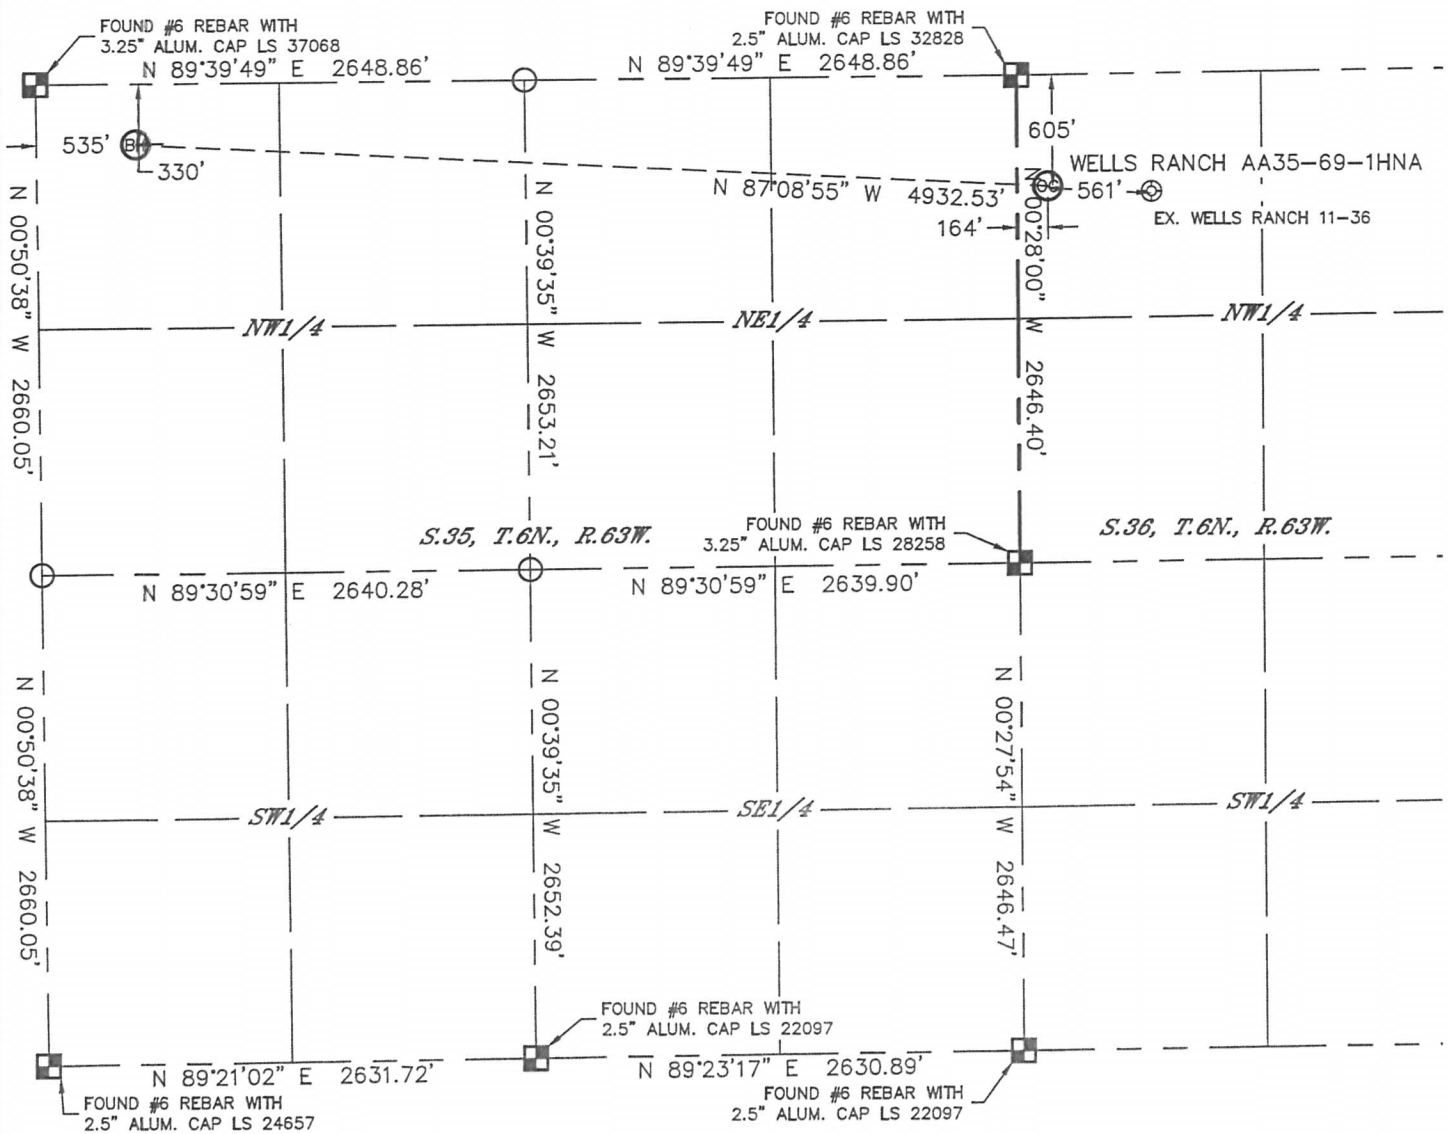 FOUND #6 REBAR WITH
3.25" ALUM. CAP LS 37068
FOUND #6 REBAR WITH
2.5" ALUM. CAP LS 32828
N 89°39'49" E 2648.86'
N 89°39'49" E 2648.86'
535'
330'
605'
WELLS RANCH AA35-69-1HNA
N 87°08'55" W 4932.53'
561'
164'
EX. WELLS RANCH 11-36
N 00°50'38" W 2660.05'
N 00°39'35" W 2653.21'
N 00°28'00" W 2646.40'
NW1/4
NE1/4
NW1/4
S.35, T.6N., R.63W.
FOUND #6 REBAR WITH
3.25" ALUM. CAP LS 28258
S.36, T.6N., R.63W.
N 89°30'59" E 2640.28'
N 89°30'59" E 2639.90'
N 00°50'38" W 2660.05'
N 00°39'35" W 2652.39'
N 00°27'54" W 2646.47'
SW1/4
SE1/4
SW1/4
FOUND #6 REBAR WITH
2.5" ALUM. CAP LS 22097
N 89°21'02" E 2631.72'
N 89°23'17" E 2630.89'
FOUND #6 REBAR WITH
2.5" ALUM. CAP LS 24657
FOUND #6 REBAR WITH
2.5" ALUM. CAP LS 22097